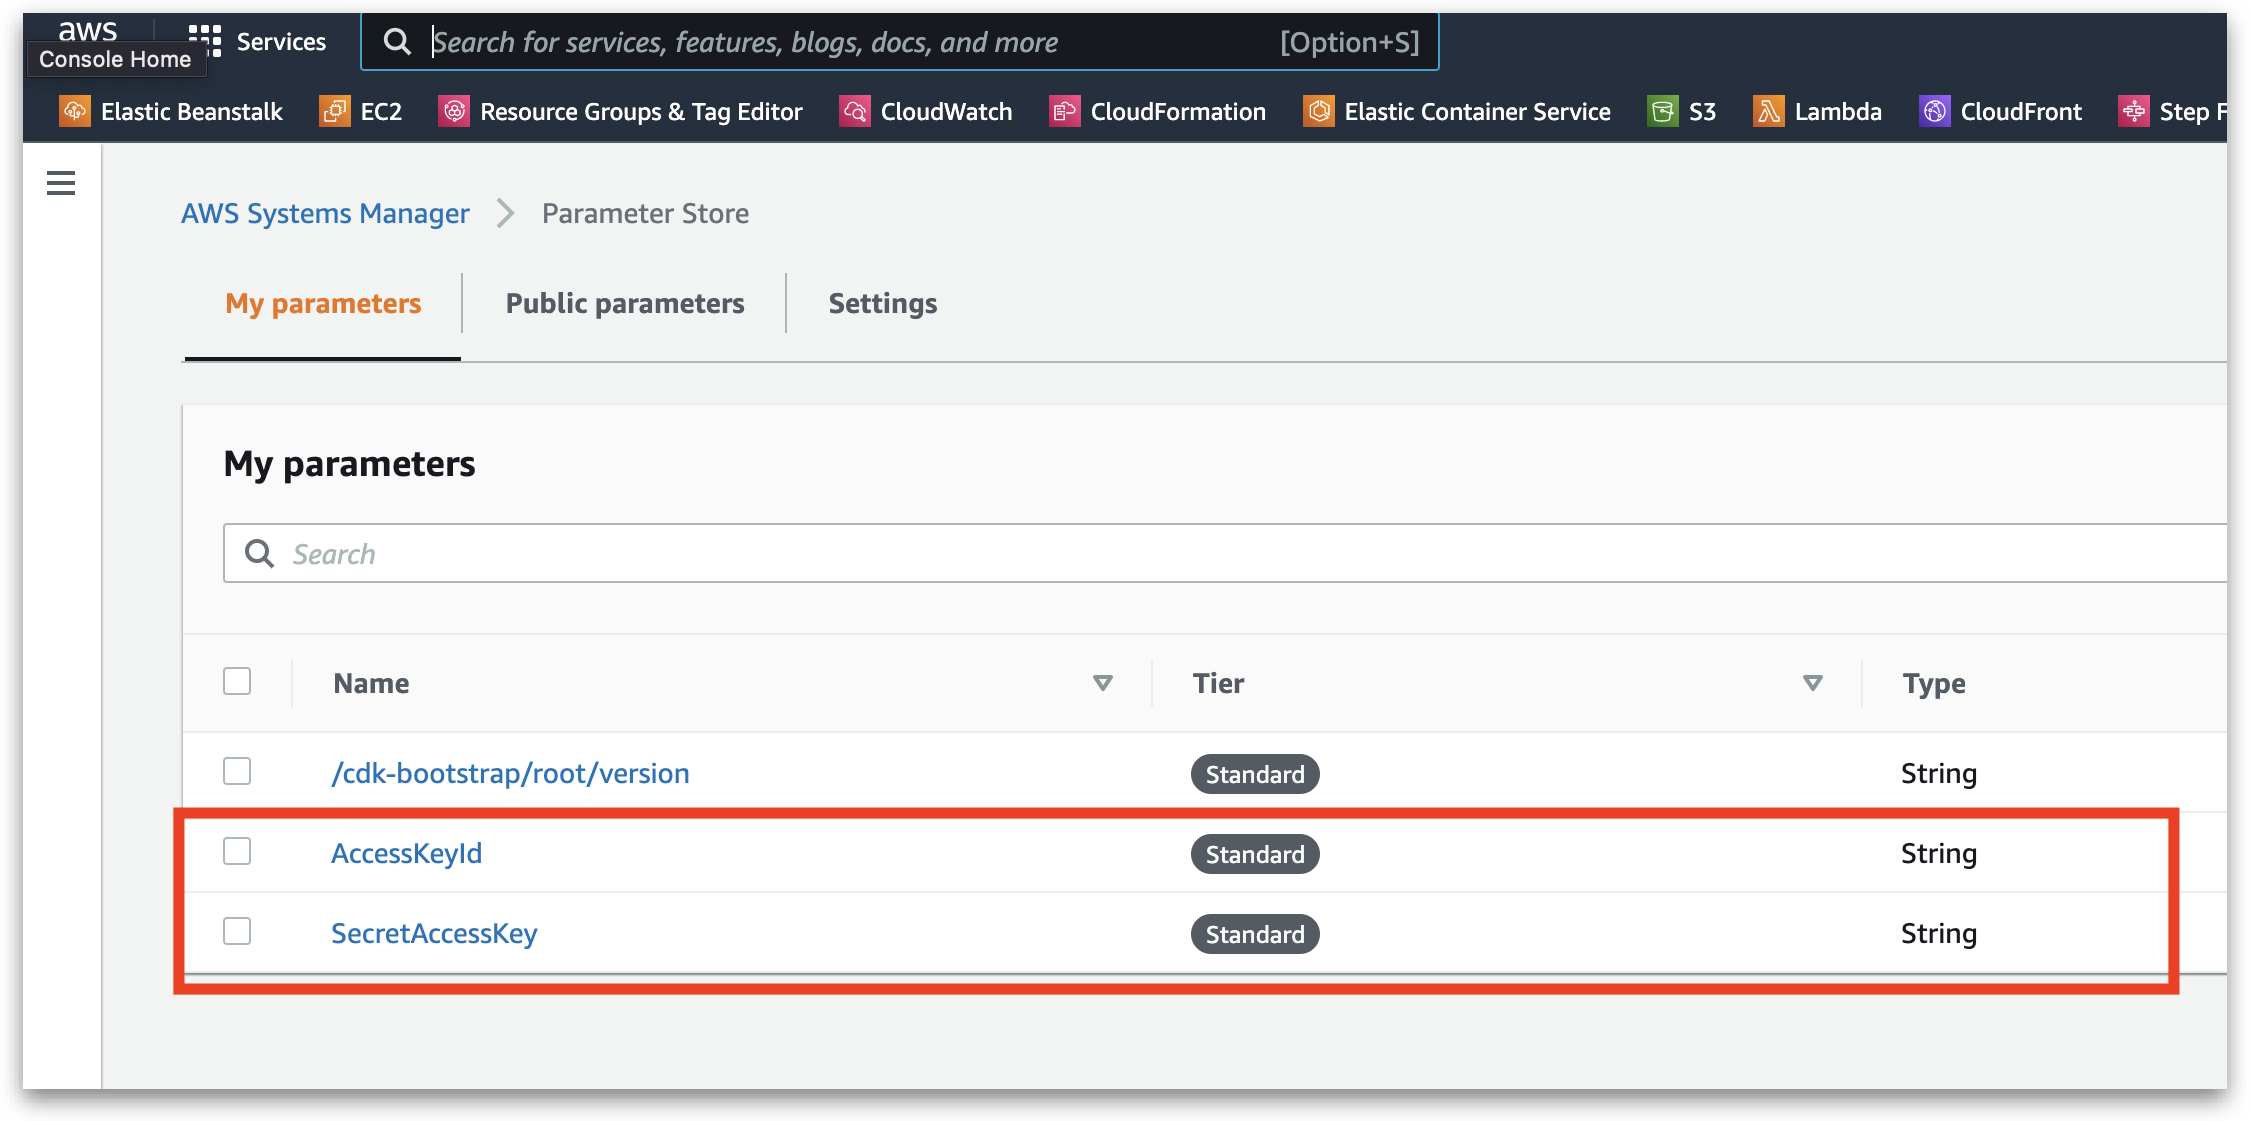 aws
Services
Search for services, features, blogs, docs, and more [Option+S]
Console Home
Elastic Beanstalk EC2 Resource Groups & Tag Editor CloudWatch CloudFormation Elastic Container Service S3 Lambda CloudFront Step F
AWS Systems Manager Parameter Store
My parameters Public parameters Settings
My parameters
Search
Name Tier Type
/cdk-bootstrap/root/version Standard String
AccessKeyId Standard String
SecretAccessKey Standard String